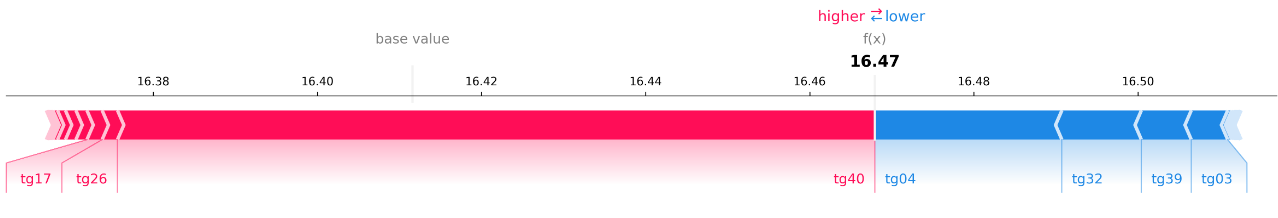 higher ⇄ lower
base value f(x)
16.47
16.38 16.40 16.42 16.44 16.46 16.48 16.50
tg17 tg26 tg40 tg04 tg32 tg39 tg03